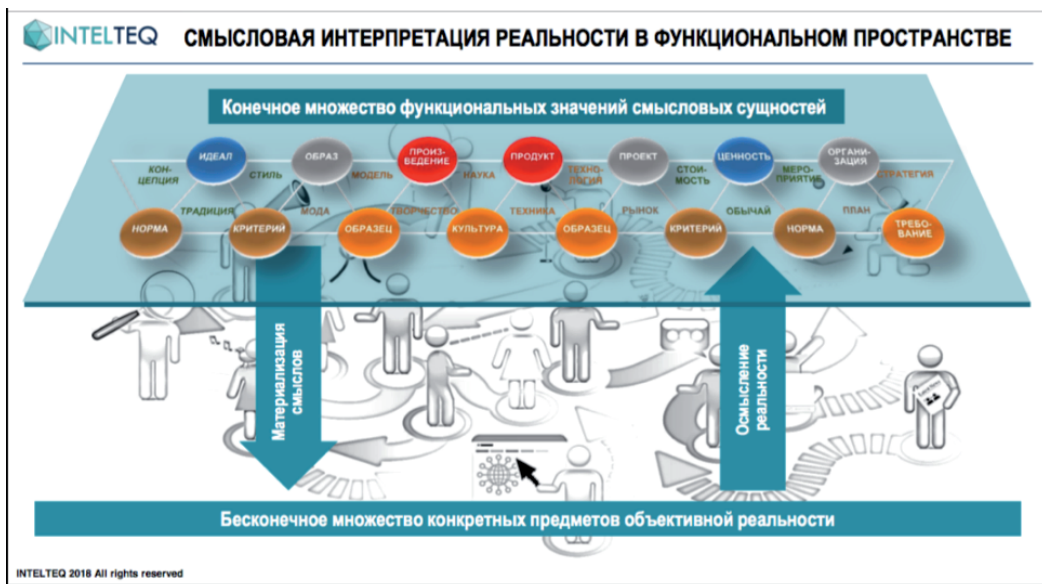 INTELTEQ
СМЫСЛОВАЯ ИНТЕРПРЕТАЦИЯ РЕАЛЬНОСТИ В ФУНКЦИОНАЛЬНОМ ПРОСТРАНСТВЕ
Конечное множество функциональных значений смысловых сущностей
ИДЕАЛ
ОБРАЗ
ПРОИЗ-
ВЕДЕНИЕ
ПРОДУКТ
ПРОЕКТ
ЦЕННОСТЬ
ОРГАНИ-
ЗАЦИЯ
КОН-
ЦЕПЦИЯ
СТИЛЬ
МОДЕЛЬ
НАУКА
ТЕХНО-
ЛОГИЯ
СТОИ-
МОСТЬ
МЕРО-
ПРИЯТИЕ
СТРАТЕГИЯ
ТРАДИЦИЯ
МОДА
ТВОРЧЕСТВО
ТЕХНИКА
РЫНОК
ОБЫЧАЙ
ПЛАН
НОРМА
КРИТЕРИЙ
ОБРАЗЕЦ
КУЛЬТУРА
ОБРАЗЕЦ
КРИТЕРИЙ
НОРМА
ТРЕБО-
ВАНИЕ
Материализация
смыслов
Осмысление
реальности
Бесконечное множество конкретных предметов объективной реальности
INTELTEQ 2018 All rights reserved